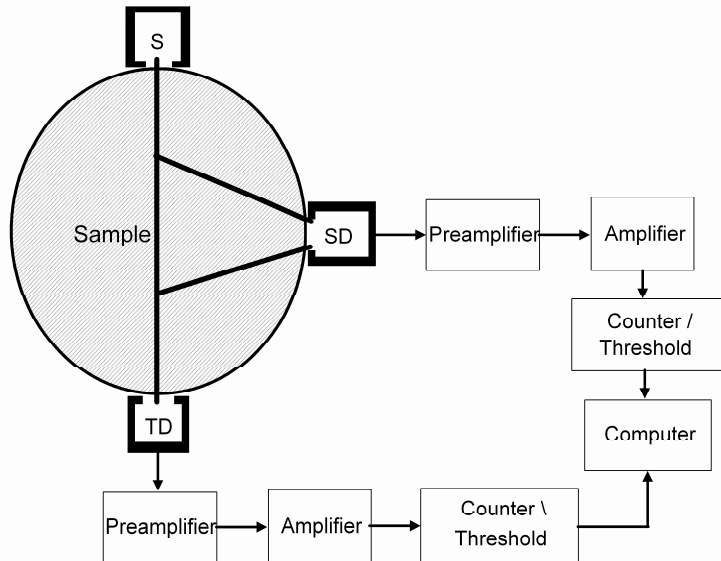 S
Sample
SD
Preamplifier
Amplifier
Counter /
Threshold
Computer
TD
Preamplifier
Amplifier
Counter \
Threshold